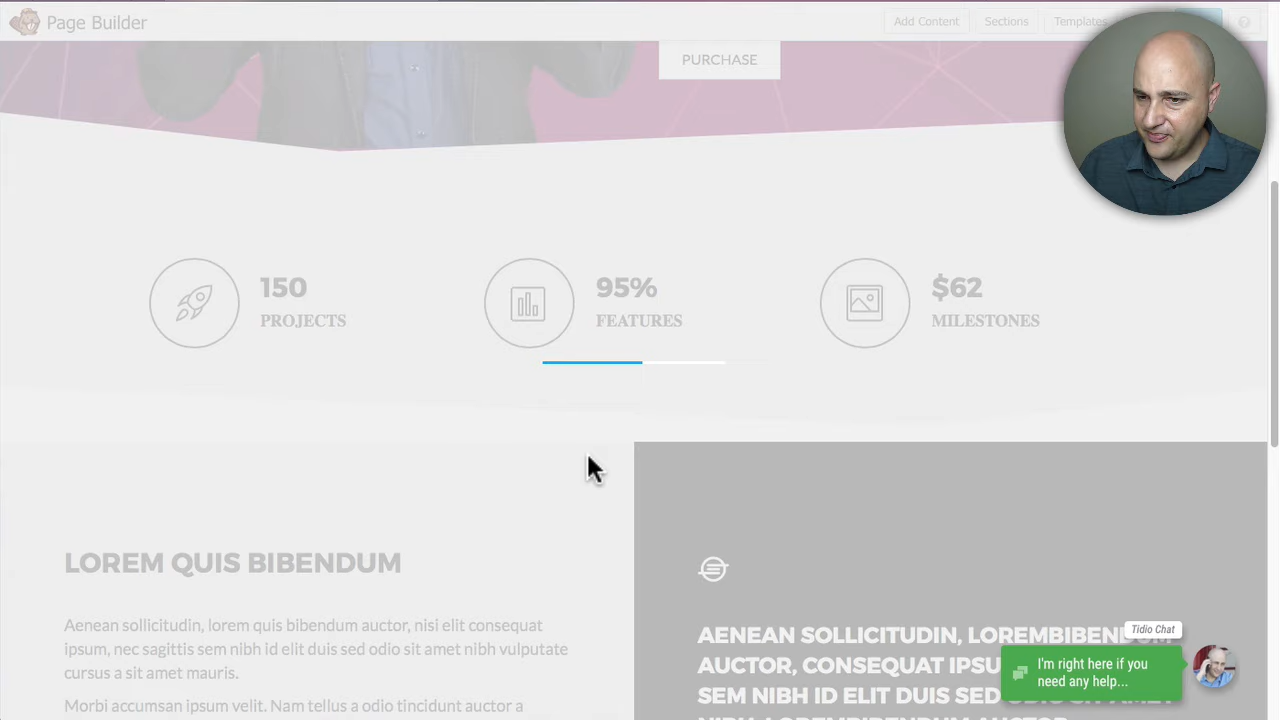 Page Builder
Add Content
Sections
Templates
PURCHASE
150
PROJECTS
95%
FEATURES
$62
MILESTONES
LOREM QUIS BIBENDUM
Aenean sollicitudin, lorem quis bibendum auctor, nisi elit consequat
ipsum, nec sagittis sem nibh id elit duis sed odio sit amet nibh vulputate
cursus a sit amet mauris.
Morbi accumsan ipsum velit. Nam tellus a odio tincidunt auctor a
AENEAN SOLLICITUDIN,
AUCTOR, CONSEQUAT
SEM NIBH ID ELIT DUIS SED
Tidio Chat
I'm right here if you
need any help...